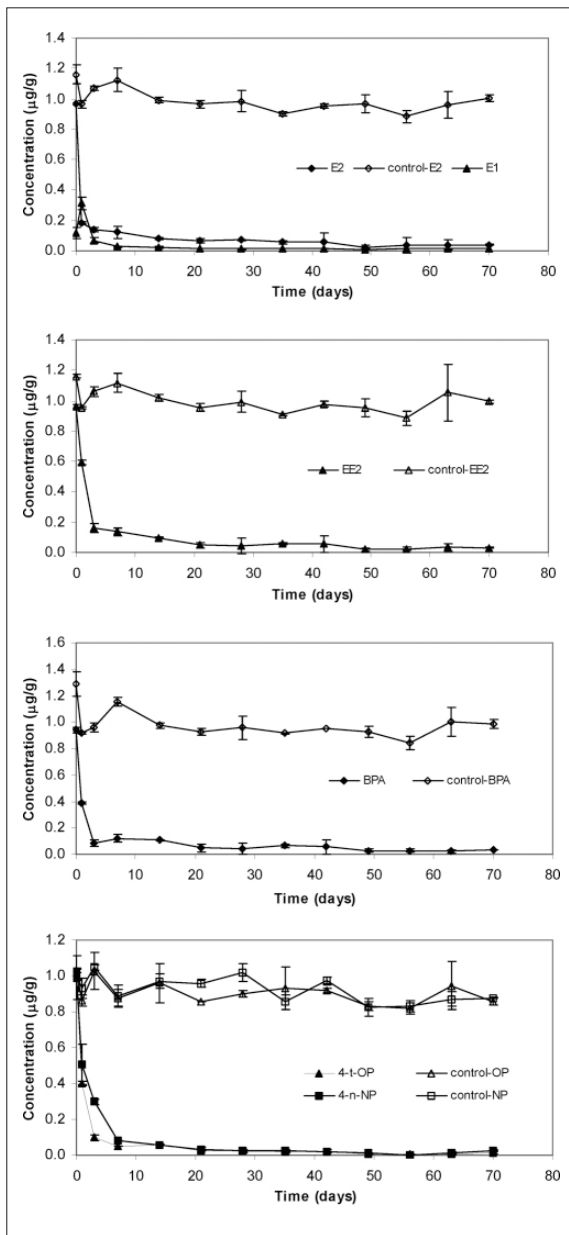 Concentration (µg/g)
1.4
1.2
1.0
0.8
0.6
0.4
0.2
0.0
E2 control-E2 E1
0 10 20 30 40 50 60 70 80
Time (days)
Concentration (µg/g)
1.4
1.2
1.0
0.8
0.6
0.4
0.2
0.0
EE2 control-EE2
0 10 20 30 40 50 60 70 80
Time (days)
Concentration (µg/g)
1.6
1.4
1.2
1.0
0.8
0.6
0.4
0.2
0.0
BPA control-BPA
0 10 20 30 40 50 60 70 80
Time (days)
Concentration (µg/g)
1.2
1.0
0.8
0.6
0.4
0.2
0.0
4-t-OP control-OP
4-n-NP control-NP
0 10 20 30 40 50 60 70 80
Time (days)